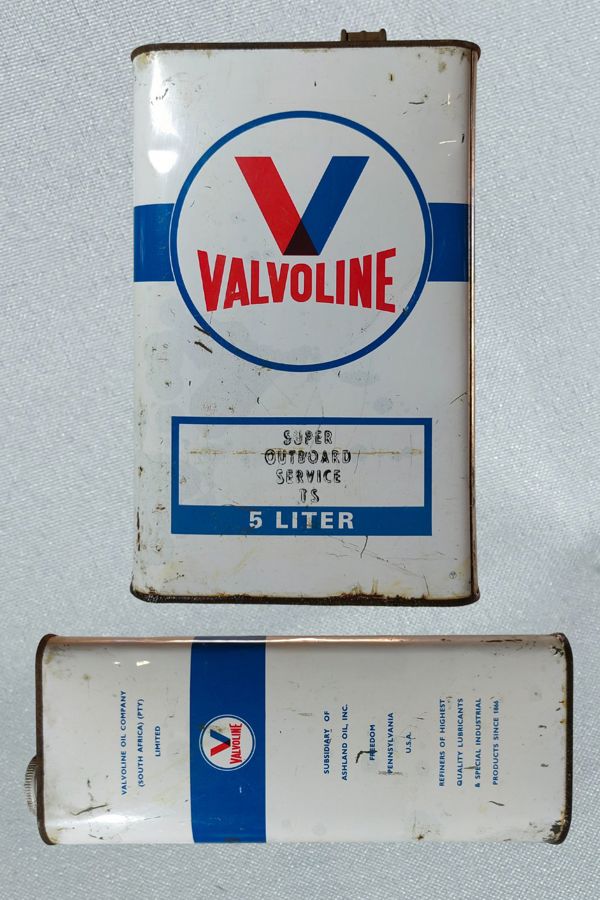 V
VALVOLINE
SUPER
OUTBOARD
SERVICE
TS
5 LITER
VALVOLINE OIL COMPANY
(SOUTH AFRICA) (PTY)
LIMITED
V
VALVOLINE
SUBSIDIARY OF
ASHLAND OIL, INC.
FREEDOM
PENNSYLVANIA
U.S.A.
REFINERS OF HIGHEST
QUALITY LUBRICANTS
& SPECIAL INDUSTRIAL
PRODUCTS SINCE 1866